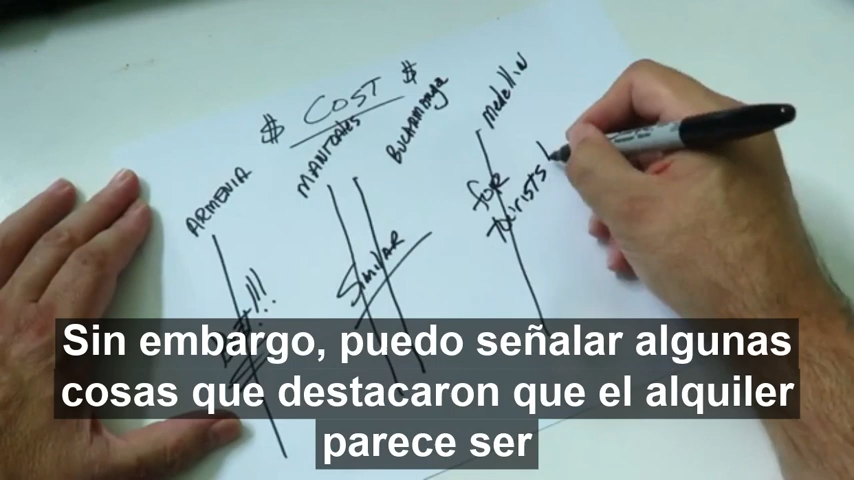 $ COST $
ARMENIA
MANIZALES
BUCARAMANGA
Medellin
Similar
for
tourists
Sin embargo, puedo señalar algunas
cosas que destacaron que el alquiler
parece ser